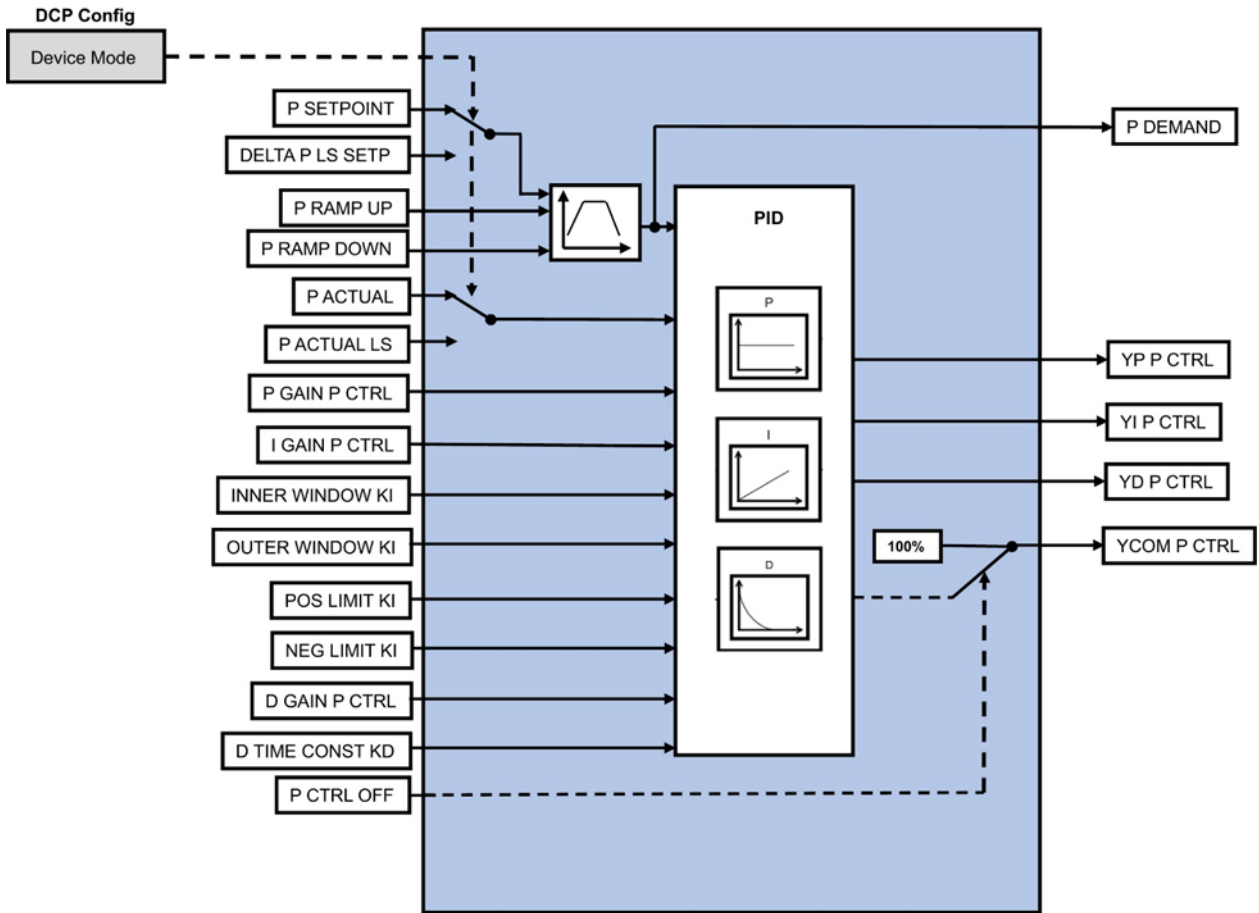 DCP Config
Device Mode
P SETPOINT
P DEMAND
DELTA P LS SETP
P RAMP UP
P RAMP DOWN
PID
P ACTUAL
P
P ACTUAL LS
YP P CTRL
P GAIN P CTRL
YI P CTRL
I GAIN P CTRL
I
YD P CTRL
INNER WINDOW KI
OUTER WINDOW KI
100%
YCOM P CTRL
D
POS LIMIT KI
NEG LIMIT KI
D GAIN P CTRL
D TIME CONST KD
P CTRL OFF